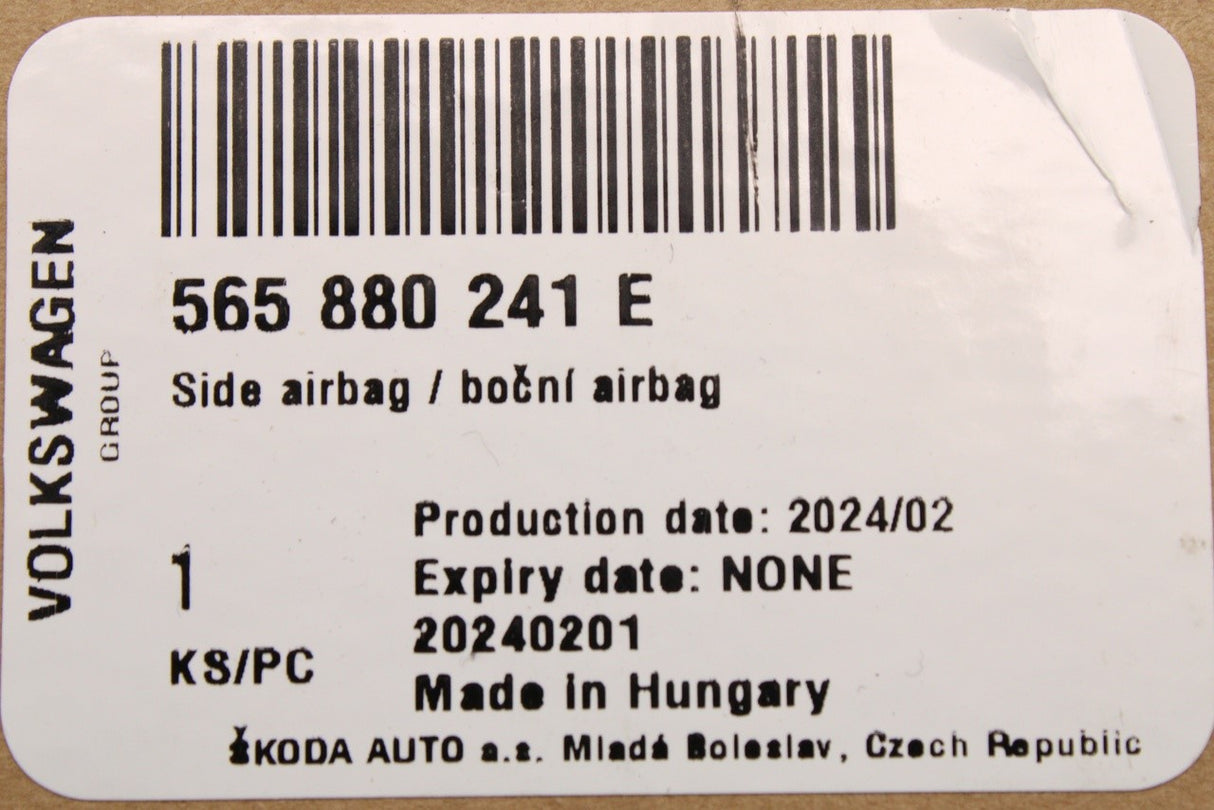 VOLKSWAGEN
GROUP
565 880 241 E
Side airbag / boční airbag
Production date: 2024/02
1
Expiry date: NONE
20240201
KS/PC
Made in Hungary
ŠKODA AUTO a.s. Mladá Boleslav, Czech Republic